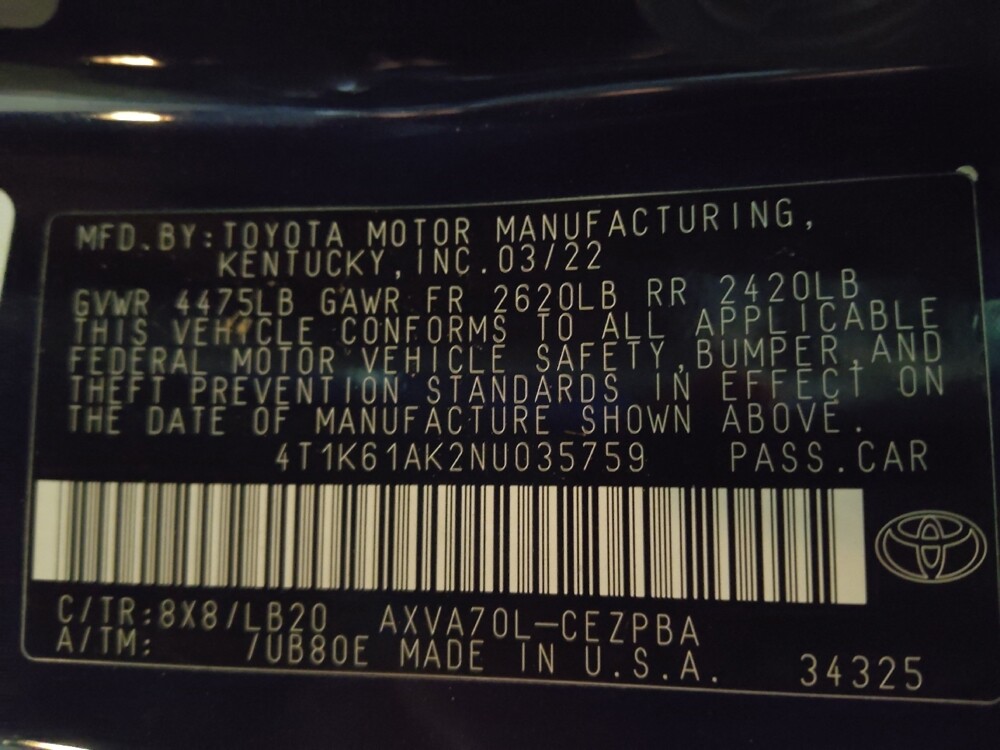 MFD.BY:TOYOTA MOTOR MANUFACTURING,
KENTUCKY,INC.03/22
GVWR 4475LB GAWR FR 2620LB RR 2420LB
THIS VEHICLE CONFORMS TO ALL APPLICABLE
FEDERAL MOTOR VEHICLE SAFETY,BUMPER,AND
THEFT PREVENTION STANDARDS IN EFFECT ON
THE DATE OF MANUFACTURE SHOWN ABOVE.
4T1K61AK2NU035759 PASS.CAR
C/TR:8X8/LB20 AXVA70L-CEZPBA
A/TM: /UB80E MADE IN U.S.A. 34325